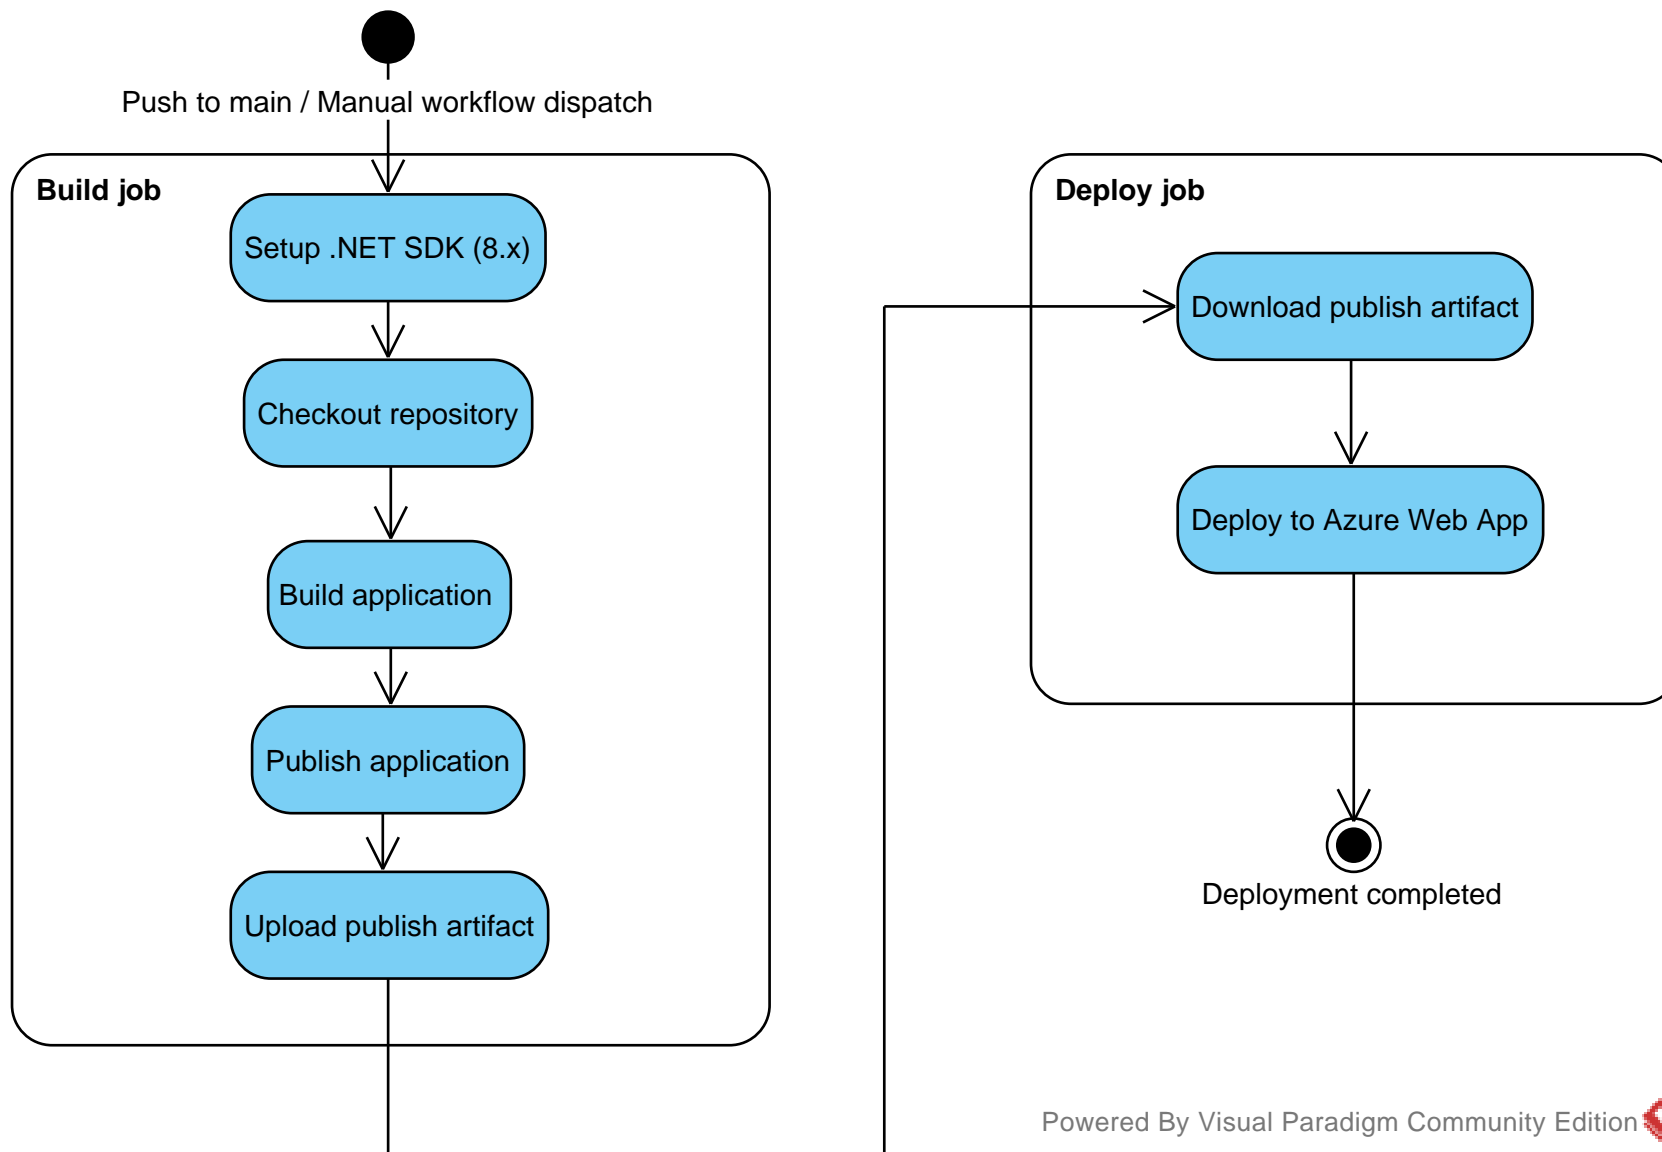 Push to main / Manual workflow dispatch
Build job
Setup .NET SDK (8.x)
Checkout repository
Build application
Publish application
Upload publish artifact
Deploy job
Download publish artifact
Deploy to Azure Web App
Deployment completed
Powered By Visual Paradigm Community Edition